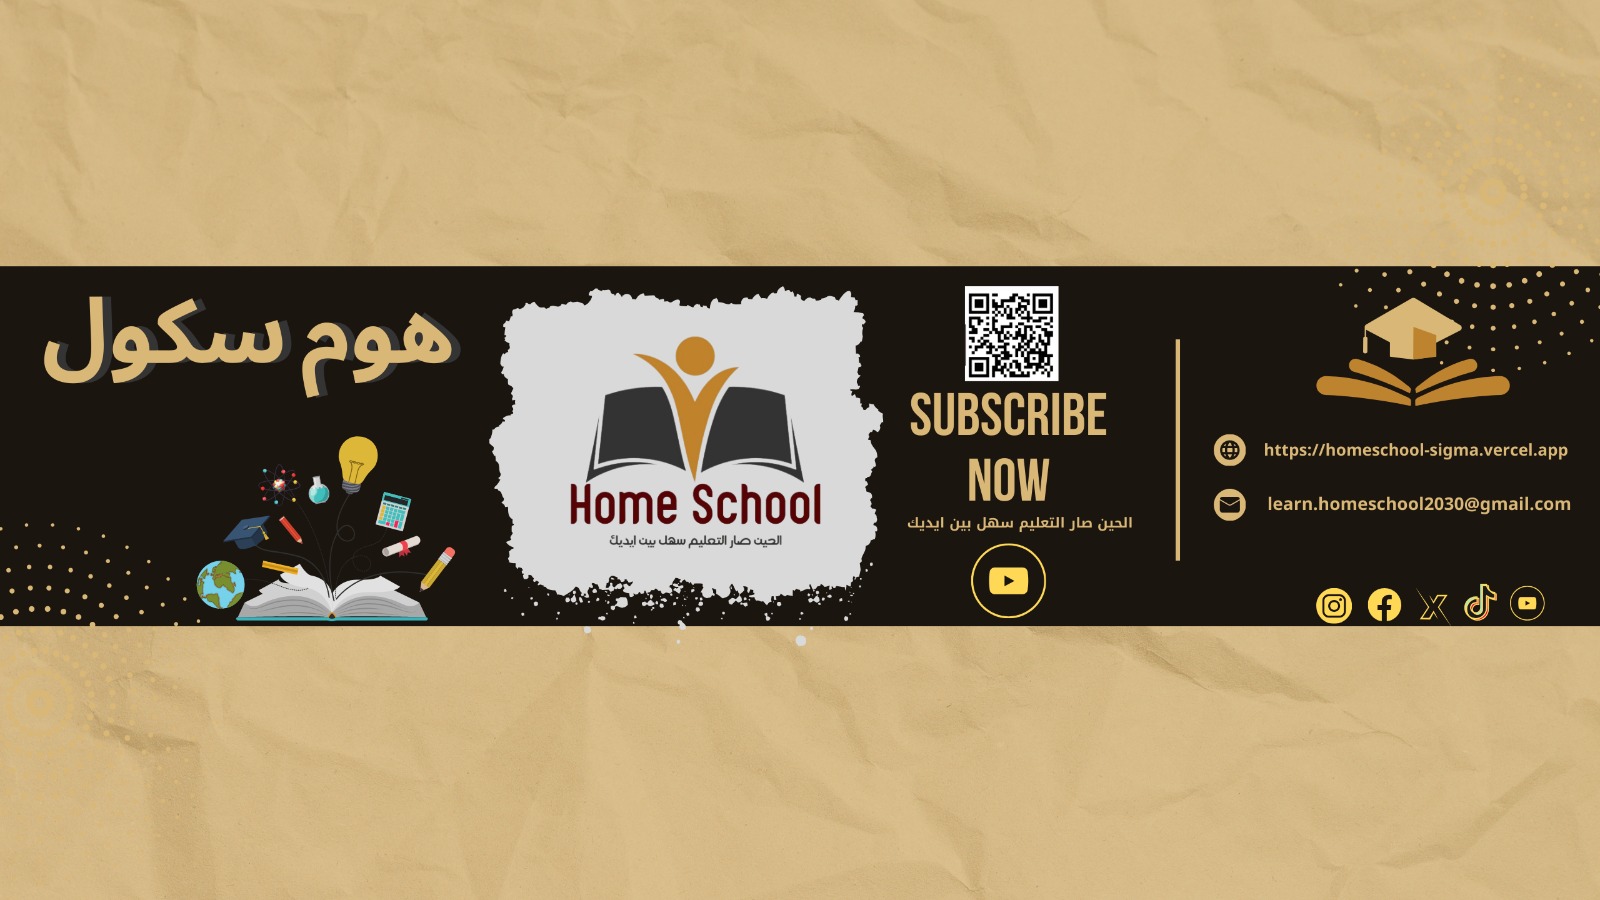 هوم سكول
Home School
الحين صار التعليم سهل بين ايديك
SUBSCRIBE
NOW
الحين صار التعليم سهل بين ايديك
https://homeschool-sigma.vercel.app
learn.homeschool2030@gmail.com